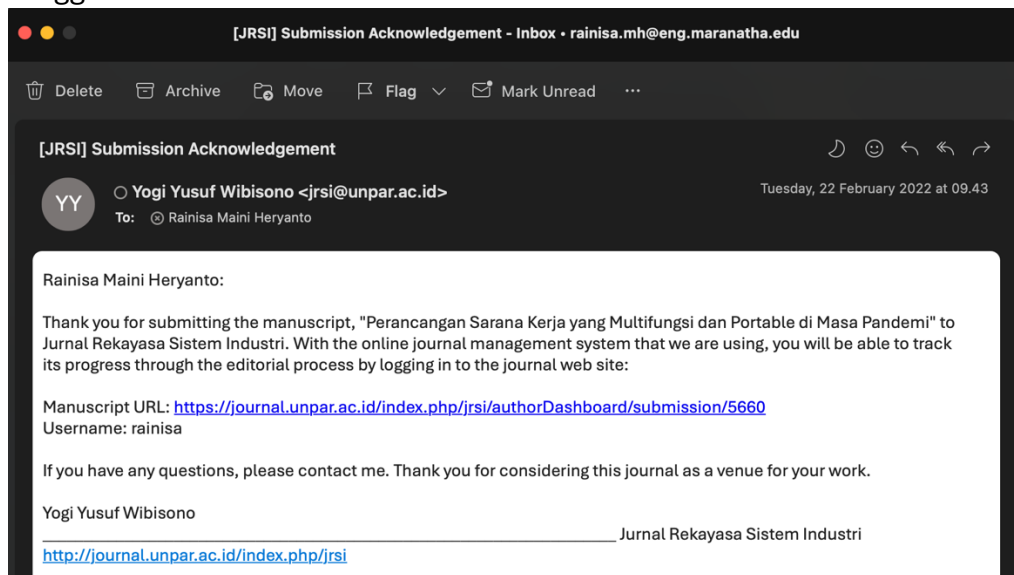 [JRSI] Submission Acknowledgement - Inbox • rainisa.mh@eng.maranatha.edu
Delete Archive Move Flag Mark Unread ...
[JRSI] Submission Acknowledgement
YY
Yogi Yusuf Wibisono <jrsi@unpar.ac.id>
Tuesday, 22 February 2022 at 09.43
To: Rainisa Maini Heryanto
Rainisa Maini Heryanto:
Thank you for submitting the manuscript, "Perancangan Sarana Kerja yang Multifungsi dan Portable di Masa Pandemi" to
Jurnal Rekayasa Sistem Industri. With the online journal management system that we are using, you will be able to track
its progress through the editorial process by logging in to the journal web site:
Manuscript URL: https://journal.unpar.ac.id/index.php/jrsi/authorDashboard/submission/5660
Username: rainisa
If you have any questions, please contact me. Thank you for considering this journal as a venue for your work.
Yogi Yusuf Wibisono
________________________________________________________________________ Jurnal Rekayasa Sistem Industri
http://journal.unpar.ac.id/index.php/jrsi